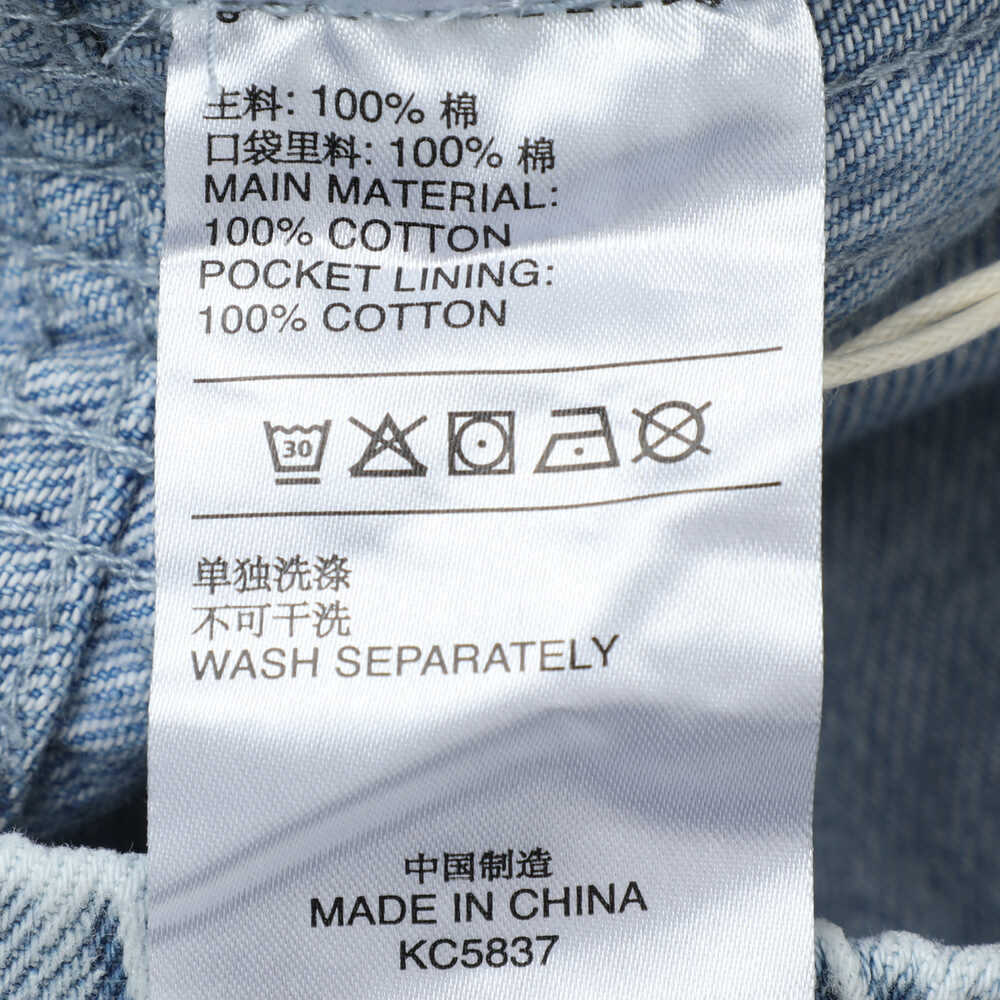 主料: 100% 棉
口袋里料: 100% 棉
MAIN MATERIAL:
100% COTTON
POCKET LINING:
100% COTTON
30
单独洗涤
不可干洗
WASH SEPARATELY
中国制造
MADE IN CHINA
KC5837